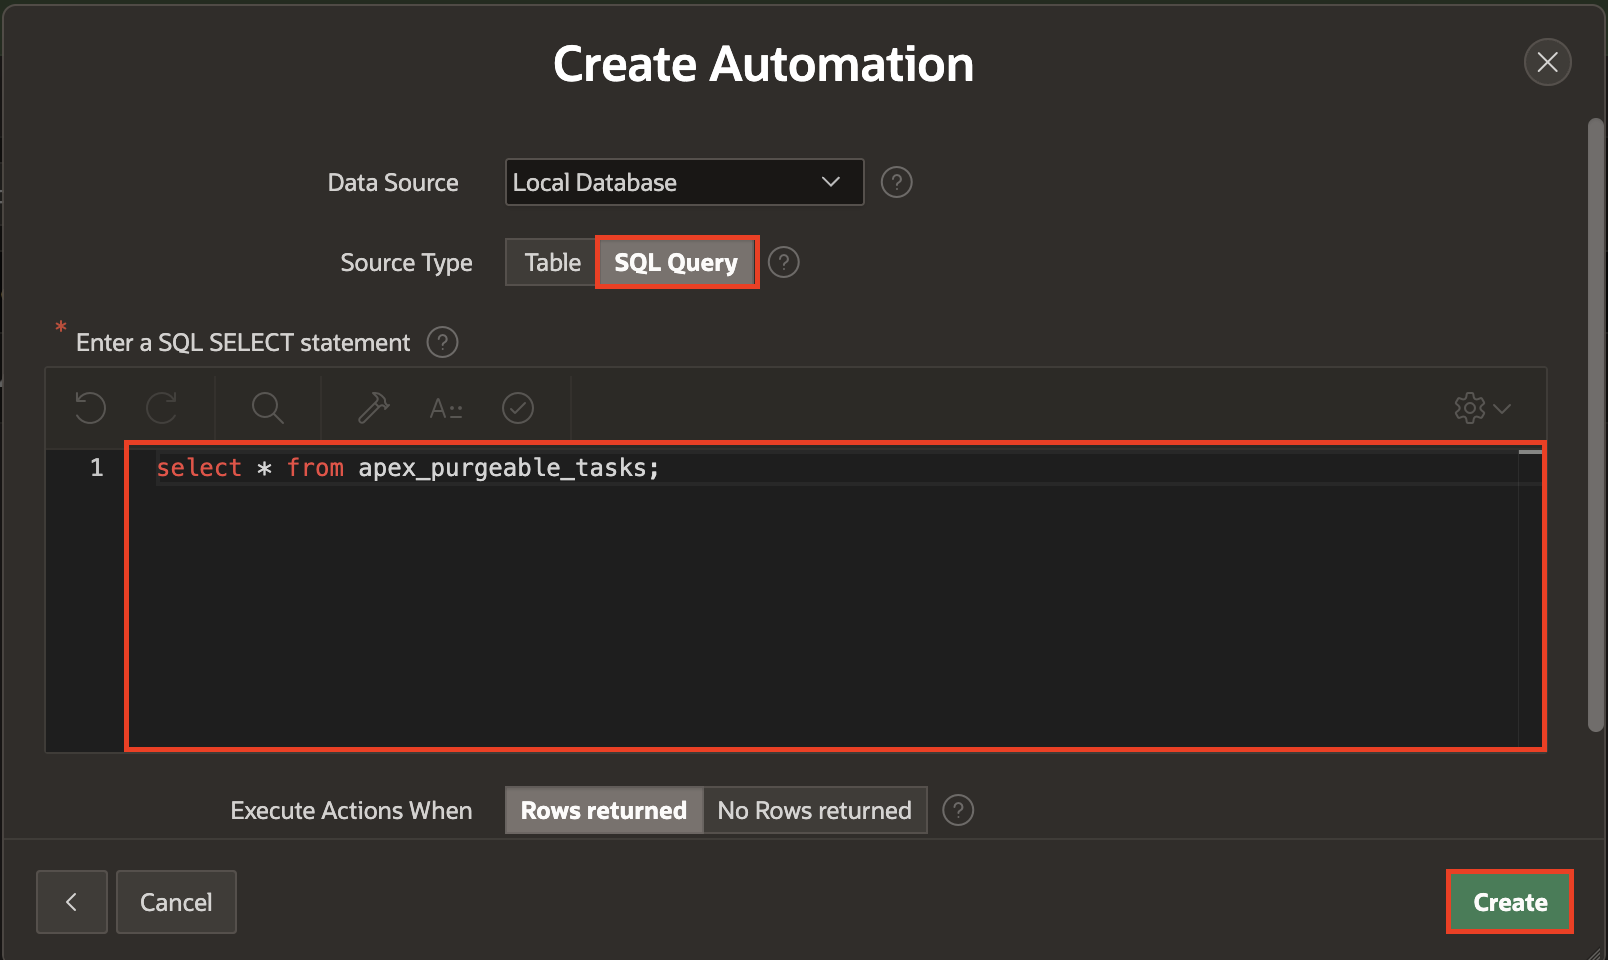 Create Automation
Data Source
Local Database
Source Type
Table
SQL Query
* Enter a SQL SELECT statement
1
select * from apex_purgeable_tasks;
Execute Actions When
Rows returned
No Rows returned
Cancel
Create